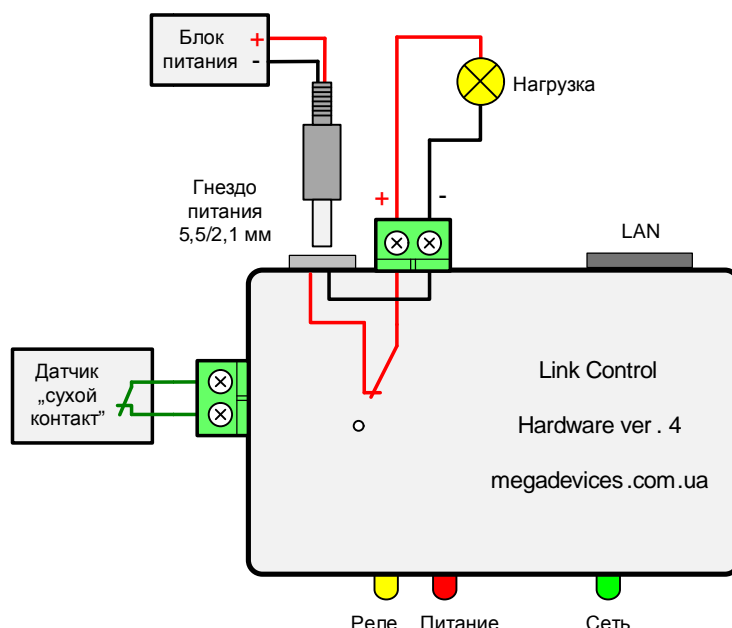 Блок
питания
+
-
Нагрузка
Гнездо
питания
5,5/2,1 мм
+
-
LAN
Датчик
„сухой
контакт”
Link Control
Hardware ver . 4
megadevices.com.ua
Реле
Питание
Сеть